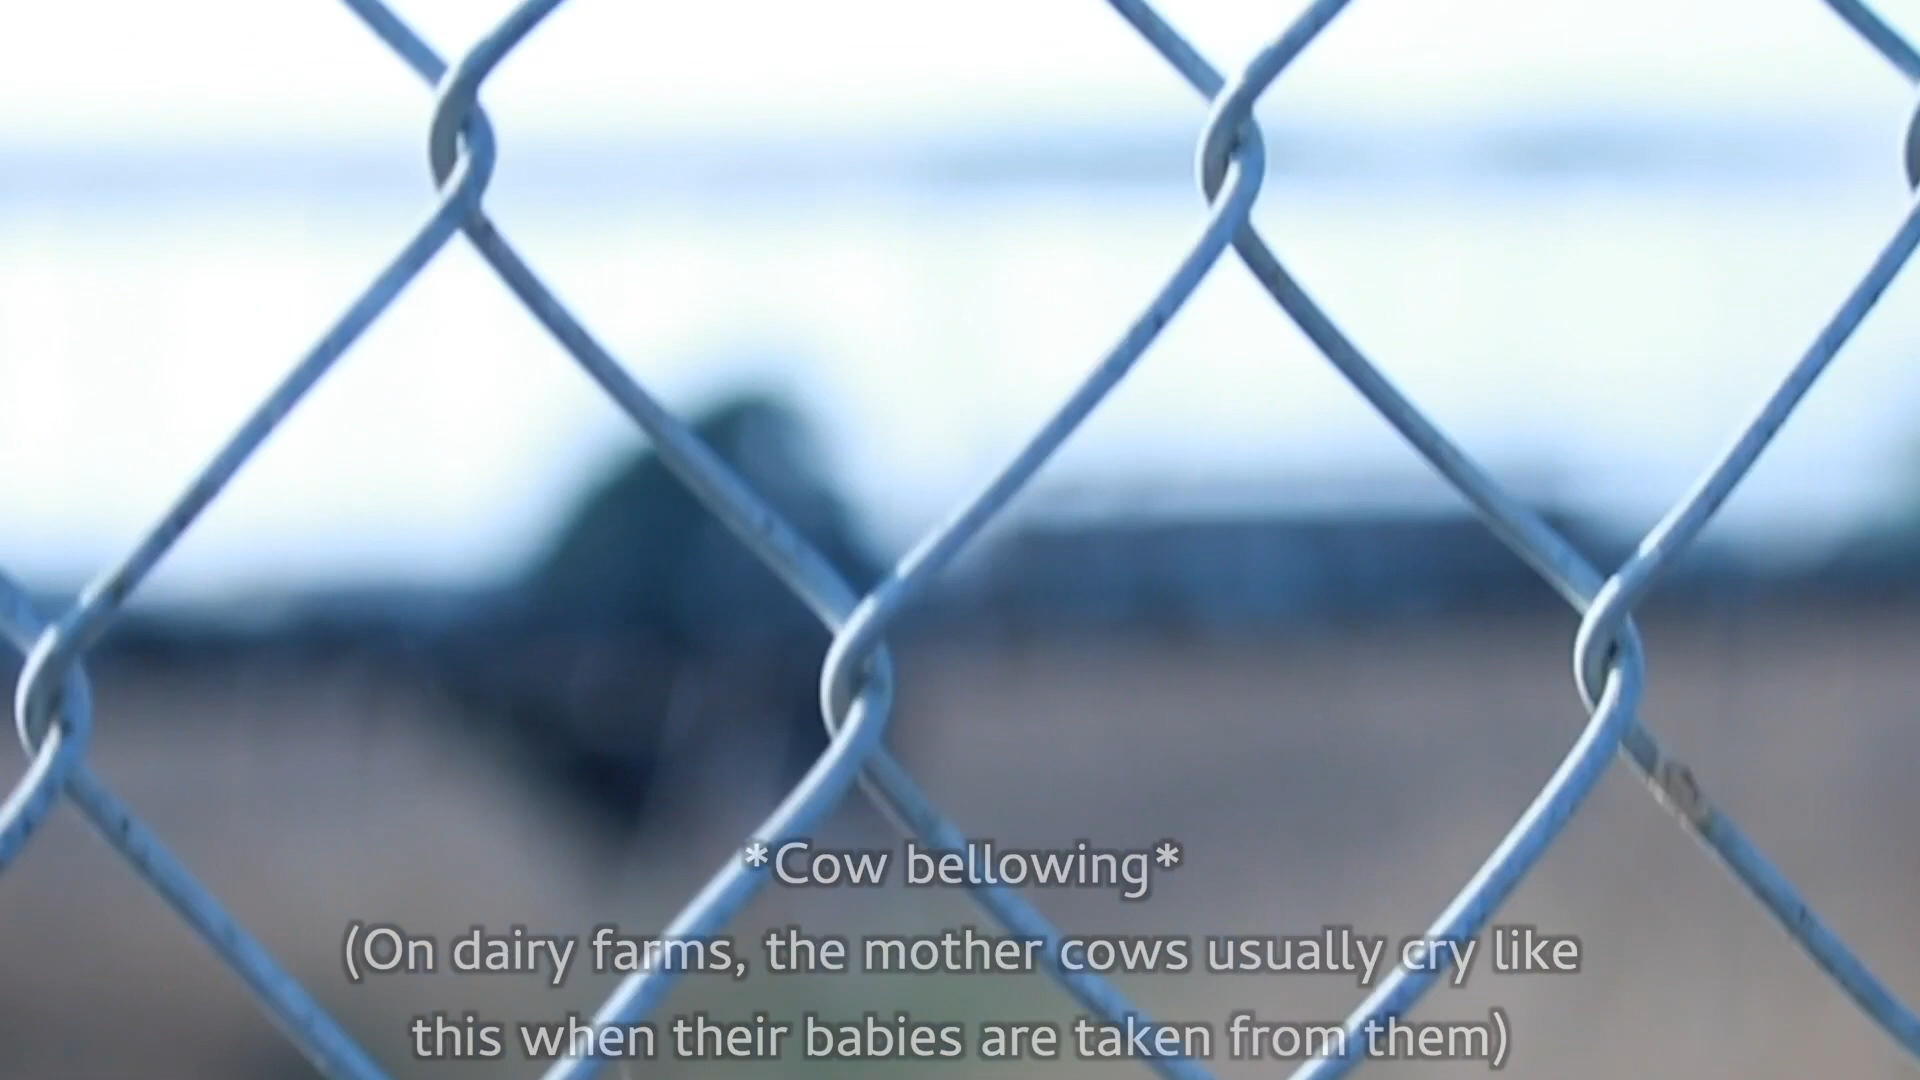 *Cow bellowing*
(On dairy farms, the mother cows usually cry like
this when their babies are taken from them)